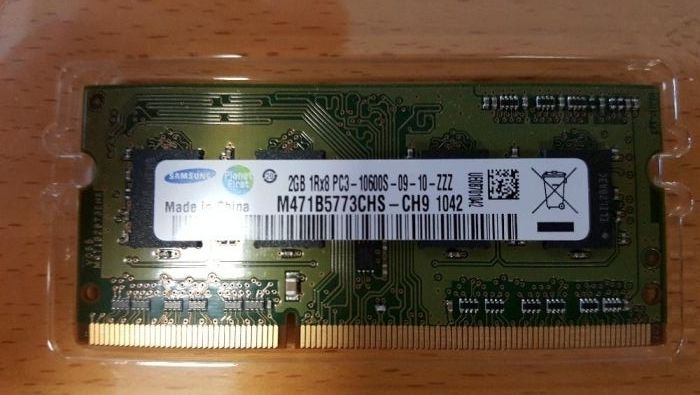 SAMSUNG
Planet First
2GB 1Rx8 PC3-10600S-09-10-ZZZ
Made in China
M471B5773CHS-CH9 1042